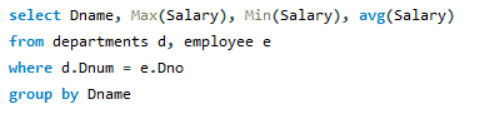 select Dname, Max(Salary), Min(Salary), avg(Salary)
from departments d, employee e
where d.Dnum = e.Dno
group by Dname